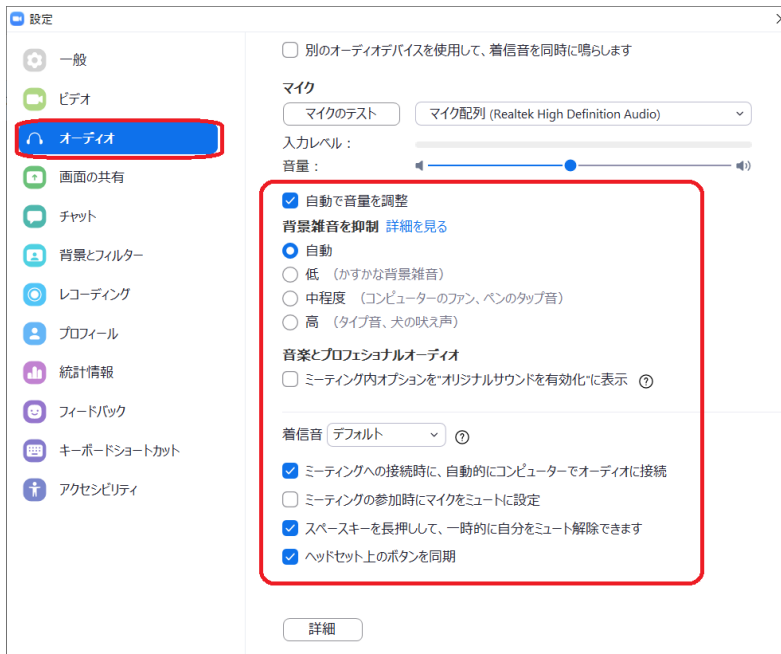 設定
一般
ビデオ
オーディオ
画面の共有
チャット
背景とフィルター
レコーディング
プロフィール
統計情報
フィードバック
キーボードショートカット
アクセシビリティ
別のオーディオデバイスを使用して、着信音を同時に鳴らします
マイク
マイクのテスト マイク配列 (Realtek High Definition Audio)
入力レベル：
音量：
自動で音量を調整
背景雑音を抑制 詳細を見る
自動
低 （かすかな背景雑音）
中程度 （コンピューターのファン、ペンのタップ音）
高 （タイプ音、犬の吠え声）
音楽とプロフェショナルオーディオ
ミーティング内オプションを"オリジナルサウンドを有効化"に表示 ?
着信音 デフォルト ?
ミーティングへの接続時に、自動的にコンピューターでオーディオに接続
ミーティングの参加時にマイクをミュートに設定
スペースキーを長押しして、一時的に自分をミュート解除できます
ヘッドセット上のボタンを同期
詳細